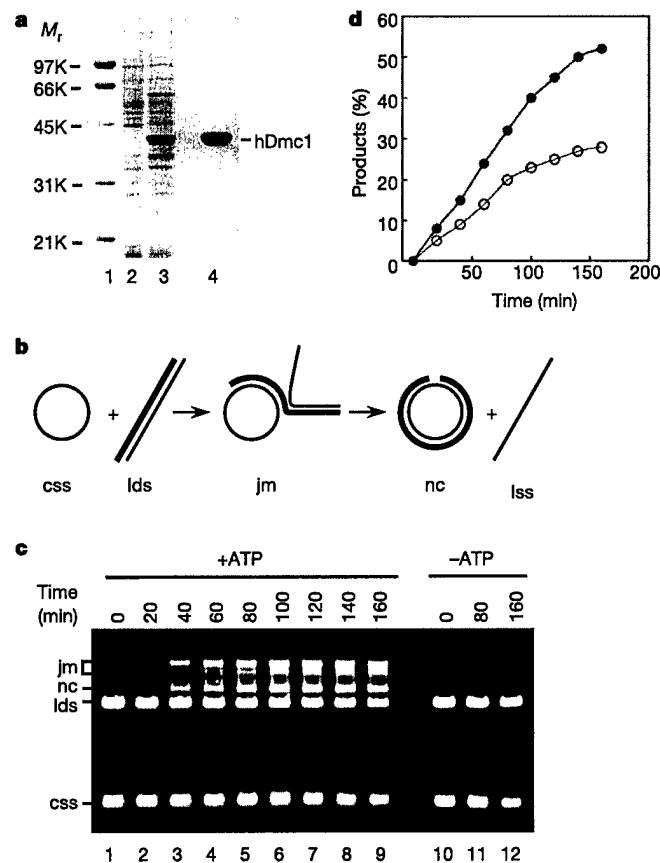 a
Mr
97K
66K
45K
31K
21K
hDmc1
1 2 3 4
d
Products (%)
60
50
40
30
20
10
0
50 100 150 200
Time (min)
b
+ +
css lds jm nc lss
c
+ATP −ATP
Time (min)
0 20 40 60 80 100 120 140 160 0 80 160
jm
nc
lds
css
1 2 3 4 5 6 7 8 9 10 11 12